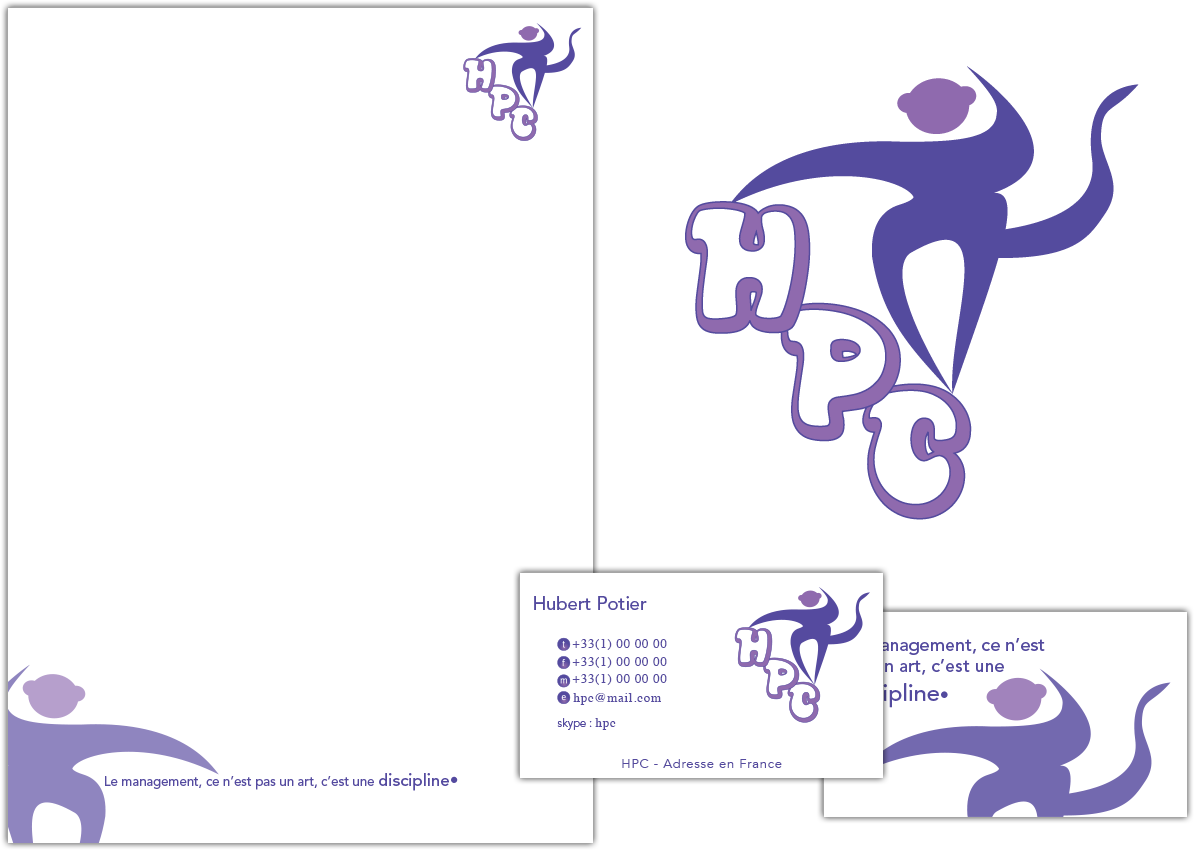 HPC
Le management, ce n'est pas un art, c'est une discipline•
HPC
Hubert Potier
t +33(1) 00 00 00
f +33(1) 00 00 00
m +33(1) 00 00 00
e hpc@mail.com
skype : hpc
HPC
HPC - Adresse en France
anagement, ce n'est
n art, c'est une
ipline•